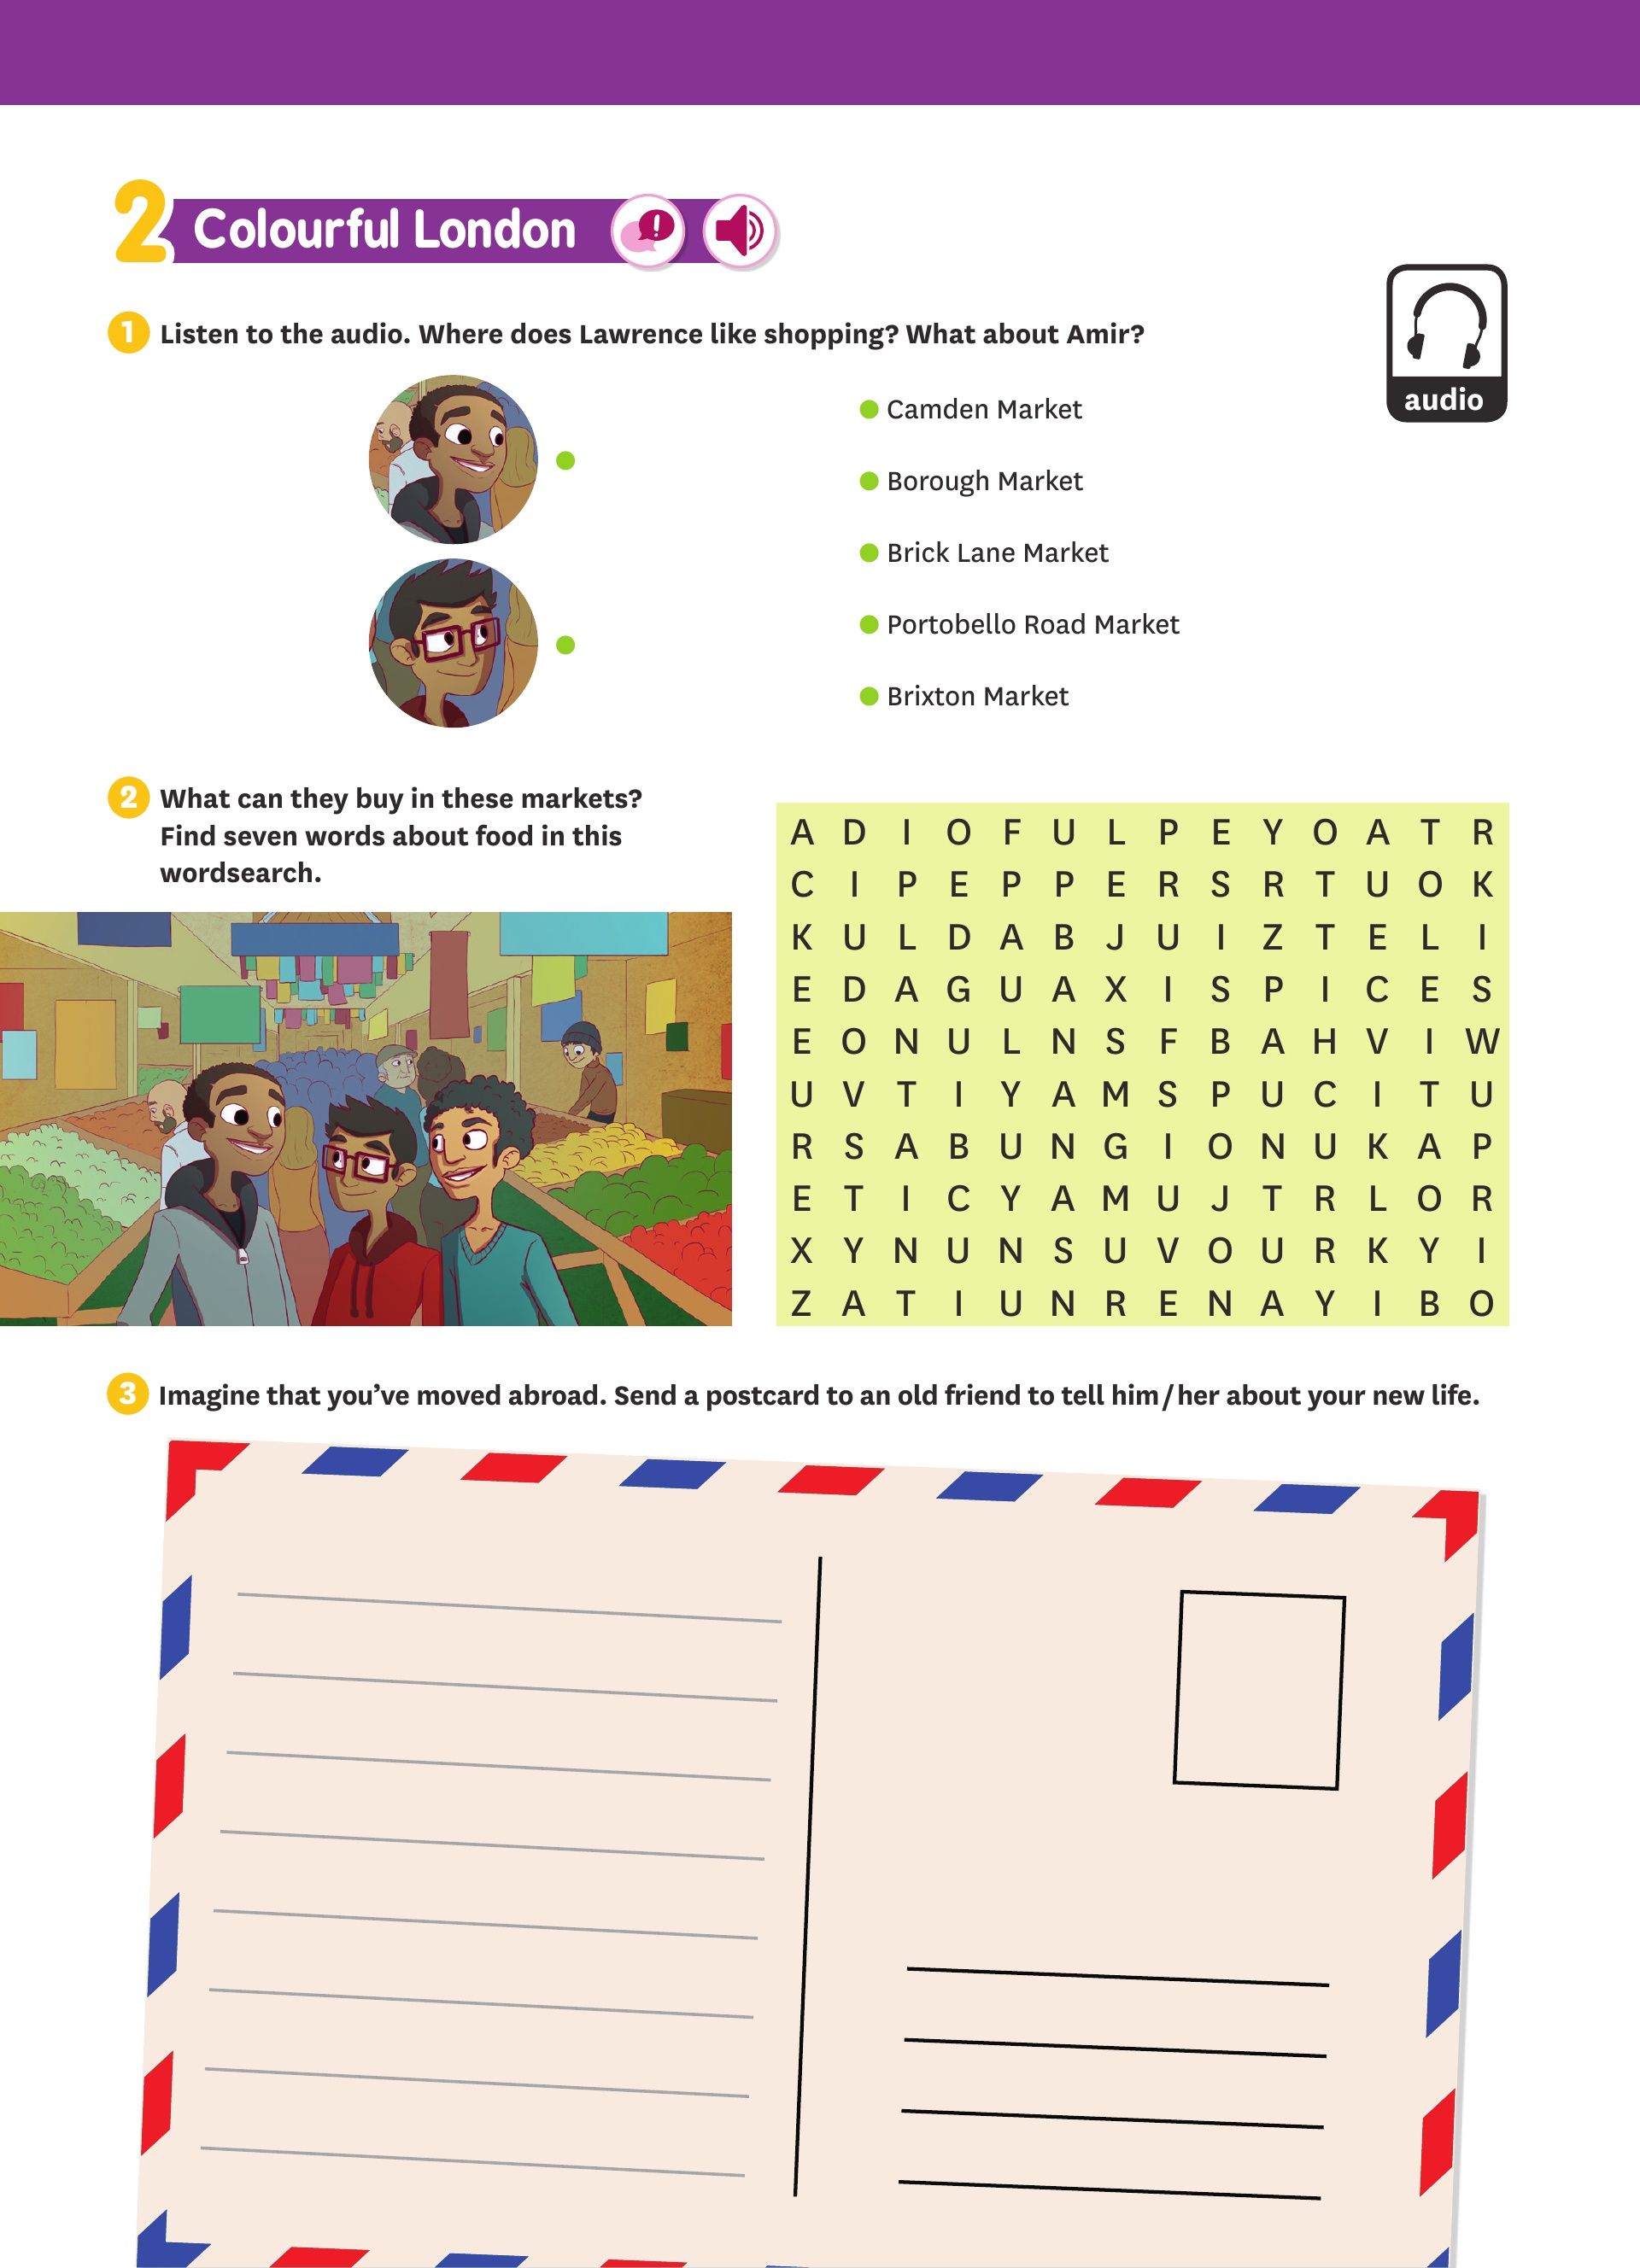 2 Colourful London
!
1 Listen to the audio. Where does Lawrence like shopping? What about Amir?
audio
Camden Market
Borough Market
Brick Lane Market
Portobello Road Market
Brixton Market
2 What can they buy in these markets?
Find seven words about food in this
wordsearch.
A D I O F U L P E Y O A T R
C I P E P P E R S R T U O K
K U L D A B J U I Z T E L I
E D A G U A X I S P I C E S
E O N U L N S F B A H V I W
U V T I Y A M S P U C I T U
R S A B U N G I O N U K A P
E T I C Y A M U J T R L O R
X Y N U N S U V O U R K Y I
Z A T I U N R E N A Y I B O
3 Imagine that you've moved abroad. Send a postcard to an old friend to tell him/her about your new life.